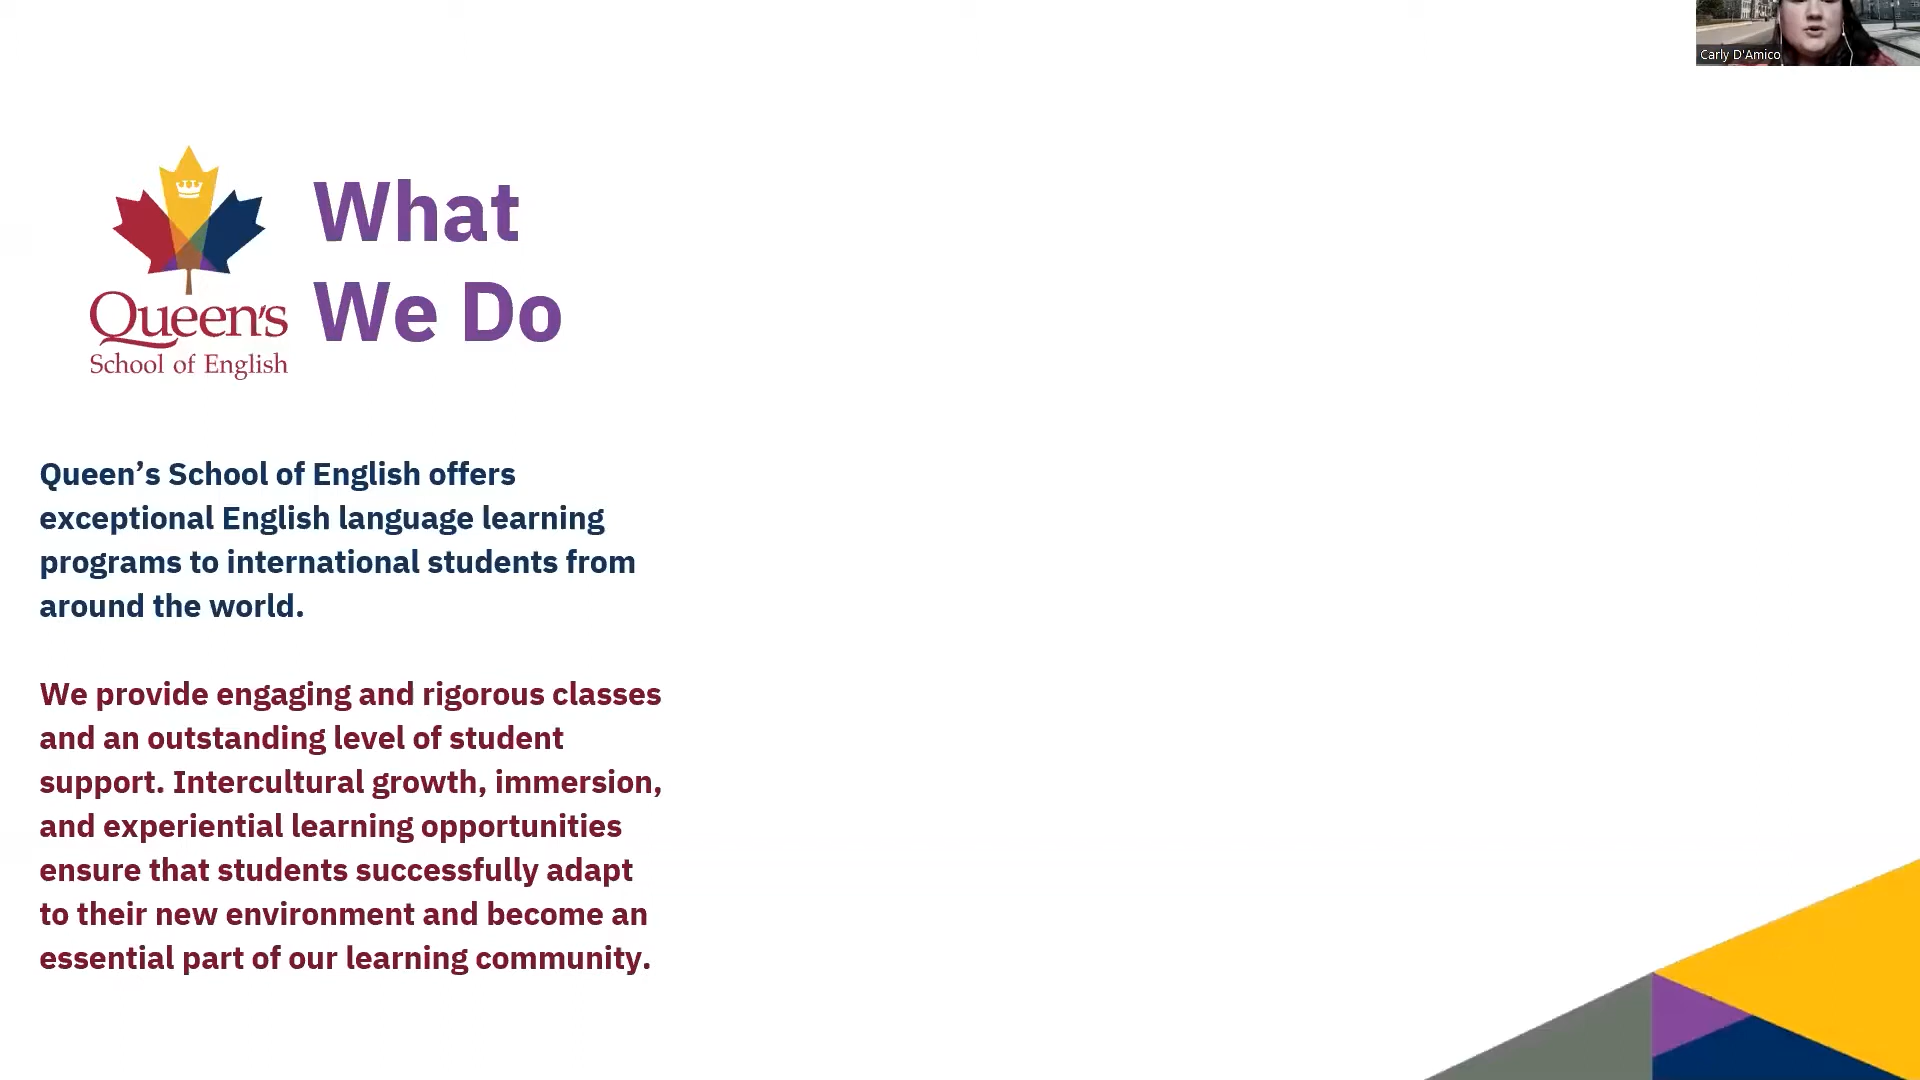 Carly D'Amico
Queen's
School of English
What
We Do
Queen’s School of English offers
exceptional English language learning
programs to international students from
around the world.
We provide engaging and rigorous classes
and an outstanding level of student
support. Intercultural growth, immersion,
and experiential learning opportunities
ensure that students successfully adapt
to their new environment and become an
essential part of our learning community.